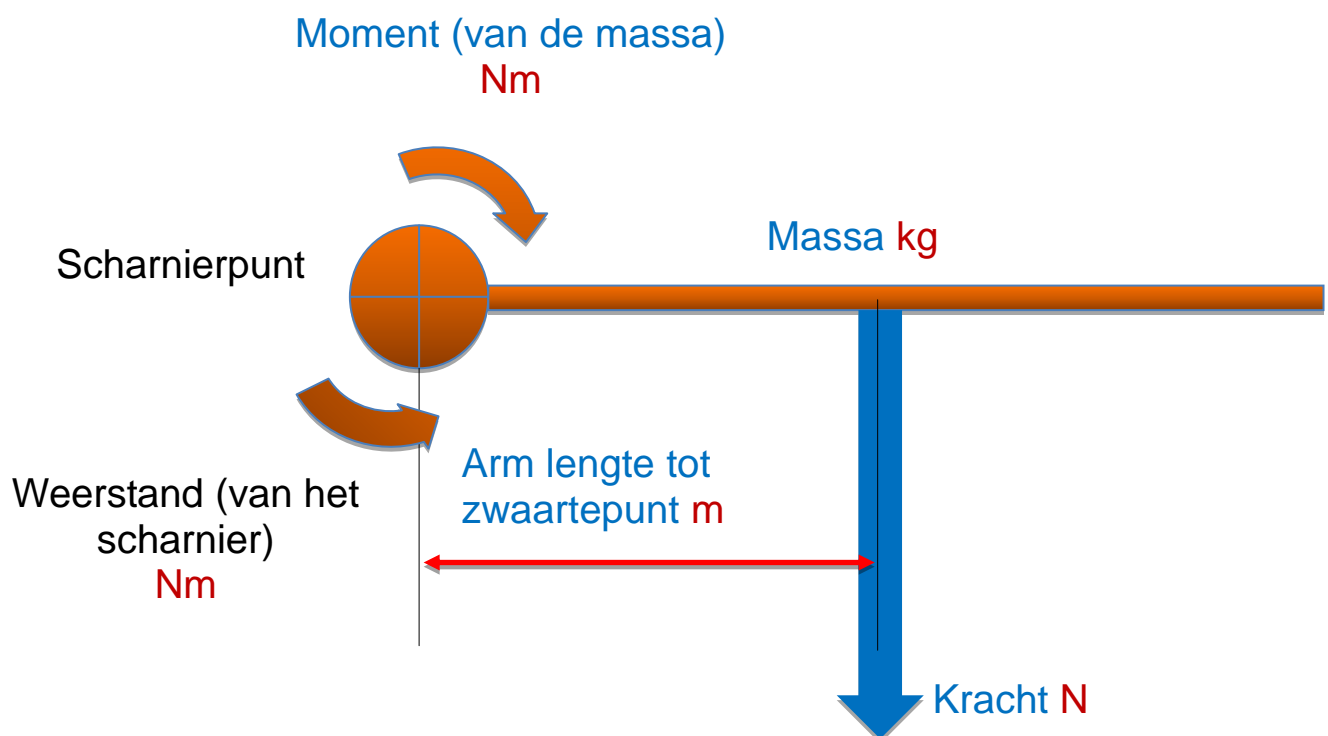 Moment (van de massa)
Nm
Massa kg
Scharnierpunt
Arm lengte tot
zwaartepunt m
Weerstand (van het
scharnier)
Nm
Kracht N